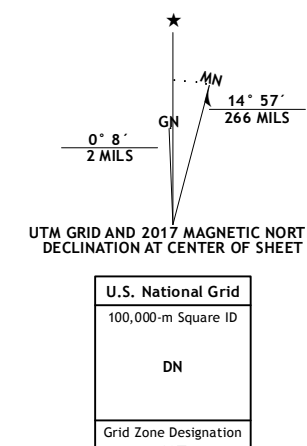 ★
MN
GN
14° 57´
266 MILS
0° 8´
2 MILS
UTM GRID AND 2017 MAGNETIC NORT
DECLINATION AT CENTER OF SHEET
U.S. National Grid
100,000-m Square ID
DN
Grid Zone Designation